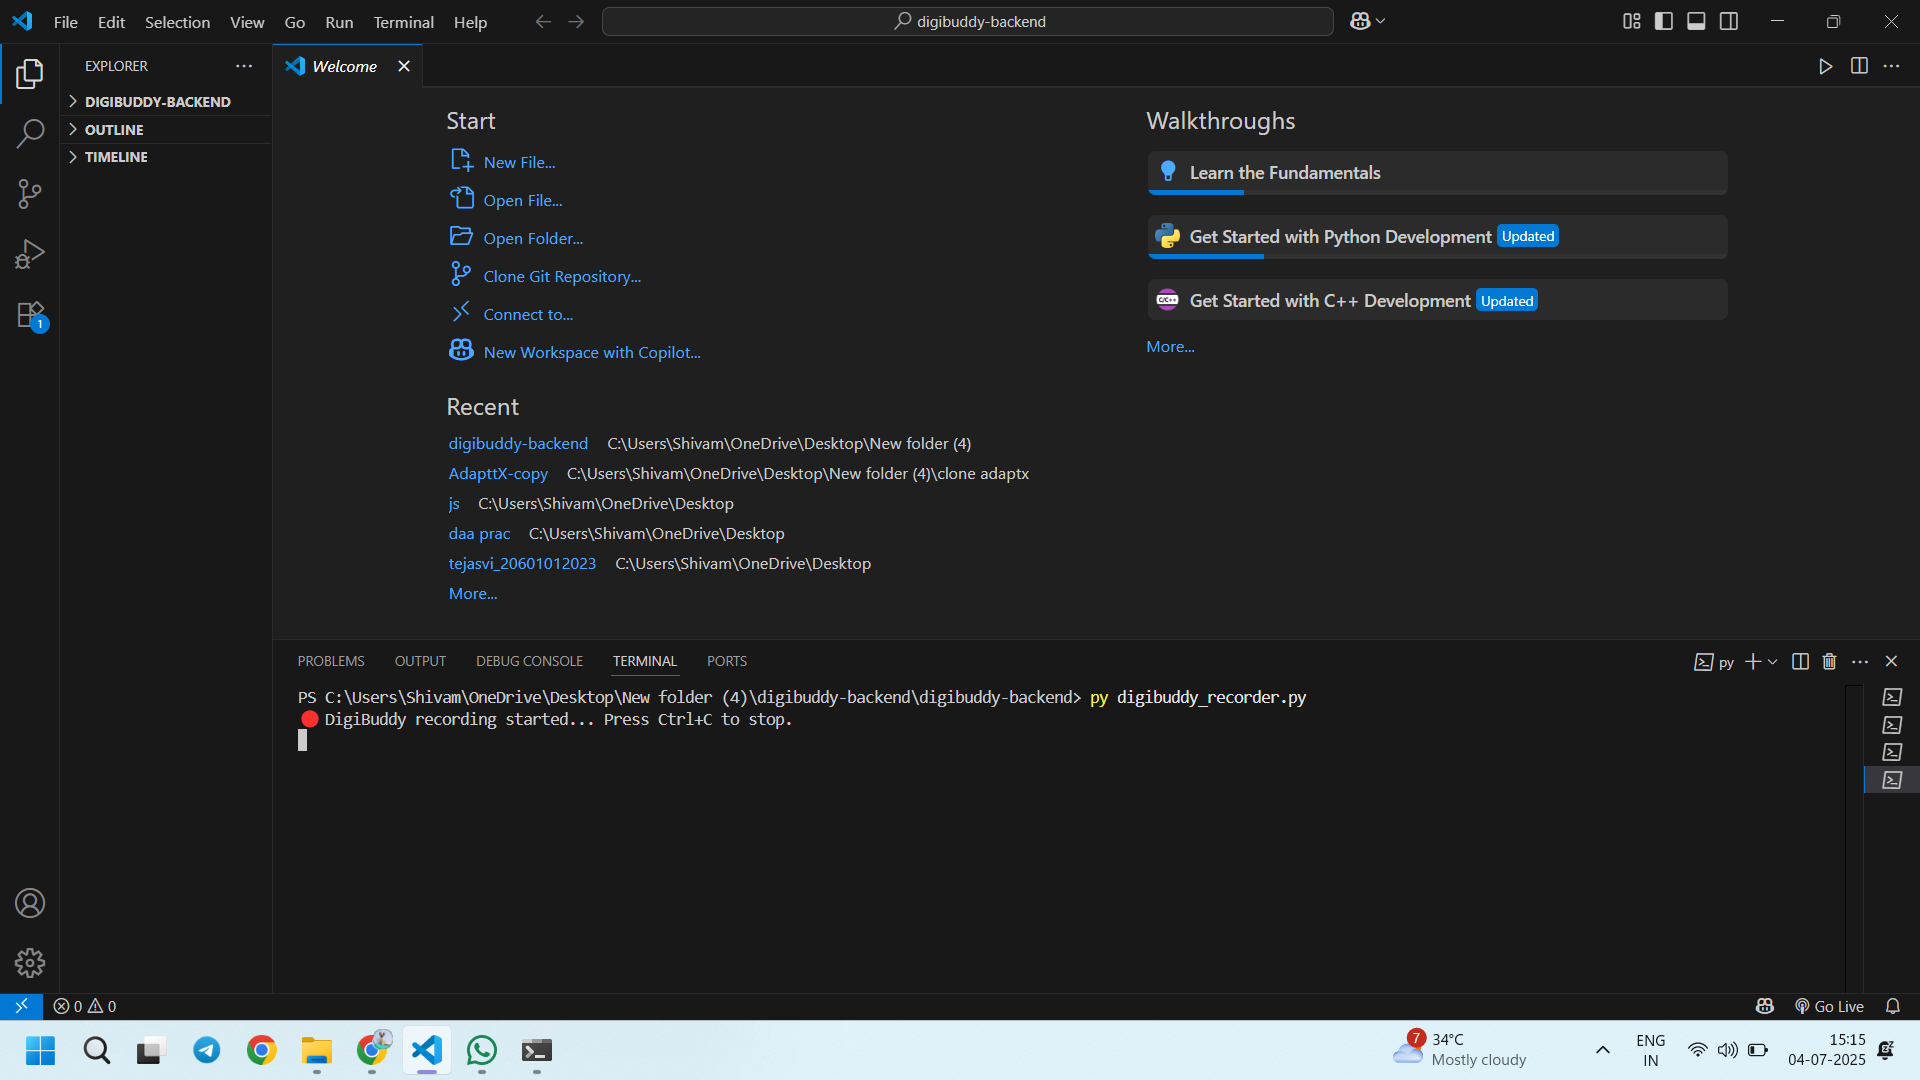 File Edit Selection View Go Run Terminal Help
digibuddy-backend
EXPLORER
DIGIBUDDY-BACKEND
OUTLINE
TIMELINE
1
Welcome
Start
New File...
Open File...
Open Folder...
Clone Git Repository...
Connect to...
New Workspace with Copilot...
Recent
digibuddy-backend C:\Users\Shivam\OneDrive\Desktop\New folder (4)
AdapttX-copy C:\Users\Shivam\OneDrive\Desktop\New folder (4)\clone adaptx
js C:\Users\Shivam\OneDrive\Desktop
daa prac C:\Users\Shivam\OneDrive\Desktop
tejasvi_20601012023 C:\Users\Shivam\OneDrive\Desktop
More...
Walkthroughs
Learn the Fundamentals
Get Started with Python Development Updated
C/C++ Get Started with C++ Development Updated
More...
PROBLEMS OUTPUT DEBUG CONSOLE TERMINAL PORTS
py
PS C:\Users\Shivam\OneDrive\Desktop\New folder (4)\digibuddy-backend\digibuddy-backend> py digibuddy_recorder.py
🔴 DigiBuddy recording started... Press Ctrl+C to stop.
0 0
Go Live
7
34°C
Mostly cloudy
ENG
IN
15:15
04-07-2025